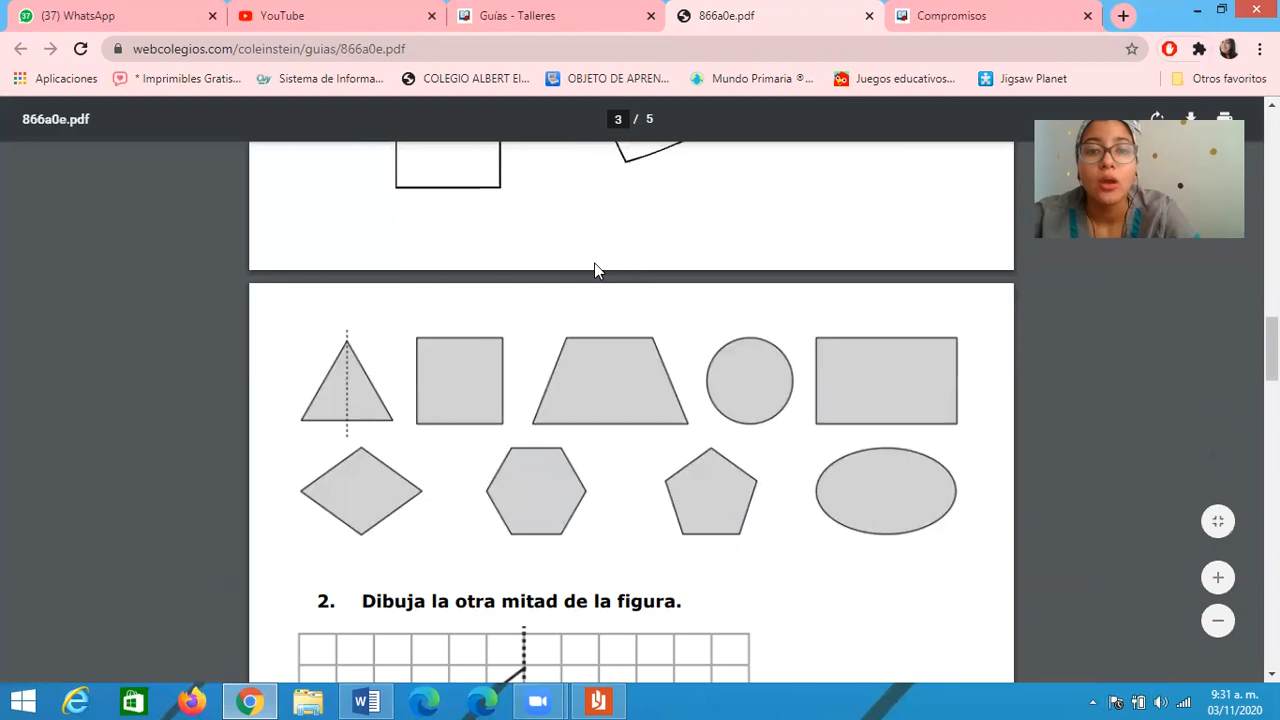 (37) WhatsApp
YouTube
Guías - Talleres
866a0e.pdf
Compromisos
webcolegios.com/coleinstein/guias/866a0e.pdf
Aplicaciones
* Imprimibles Gratis...
Sistema de Informa...
COLEGIO ALBERT EI...
OBJETO DE APREN...
Mundo Primaria ®...
Juegos educativos...
Jigsaw Planet
Otros favoritos
866a0e.pdf
3 / 5
2. Dibuja la otra mitad de la figura.
9:31 a. m.
03/11/2020